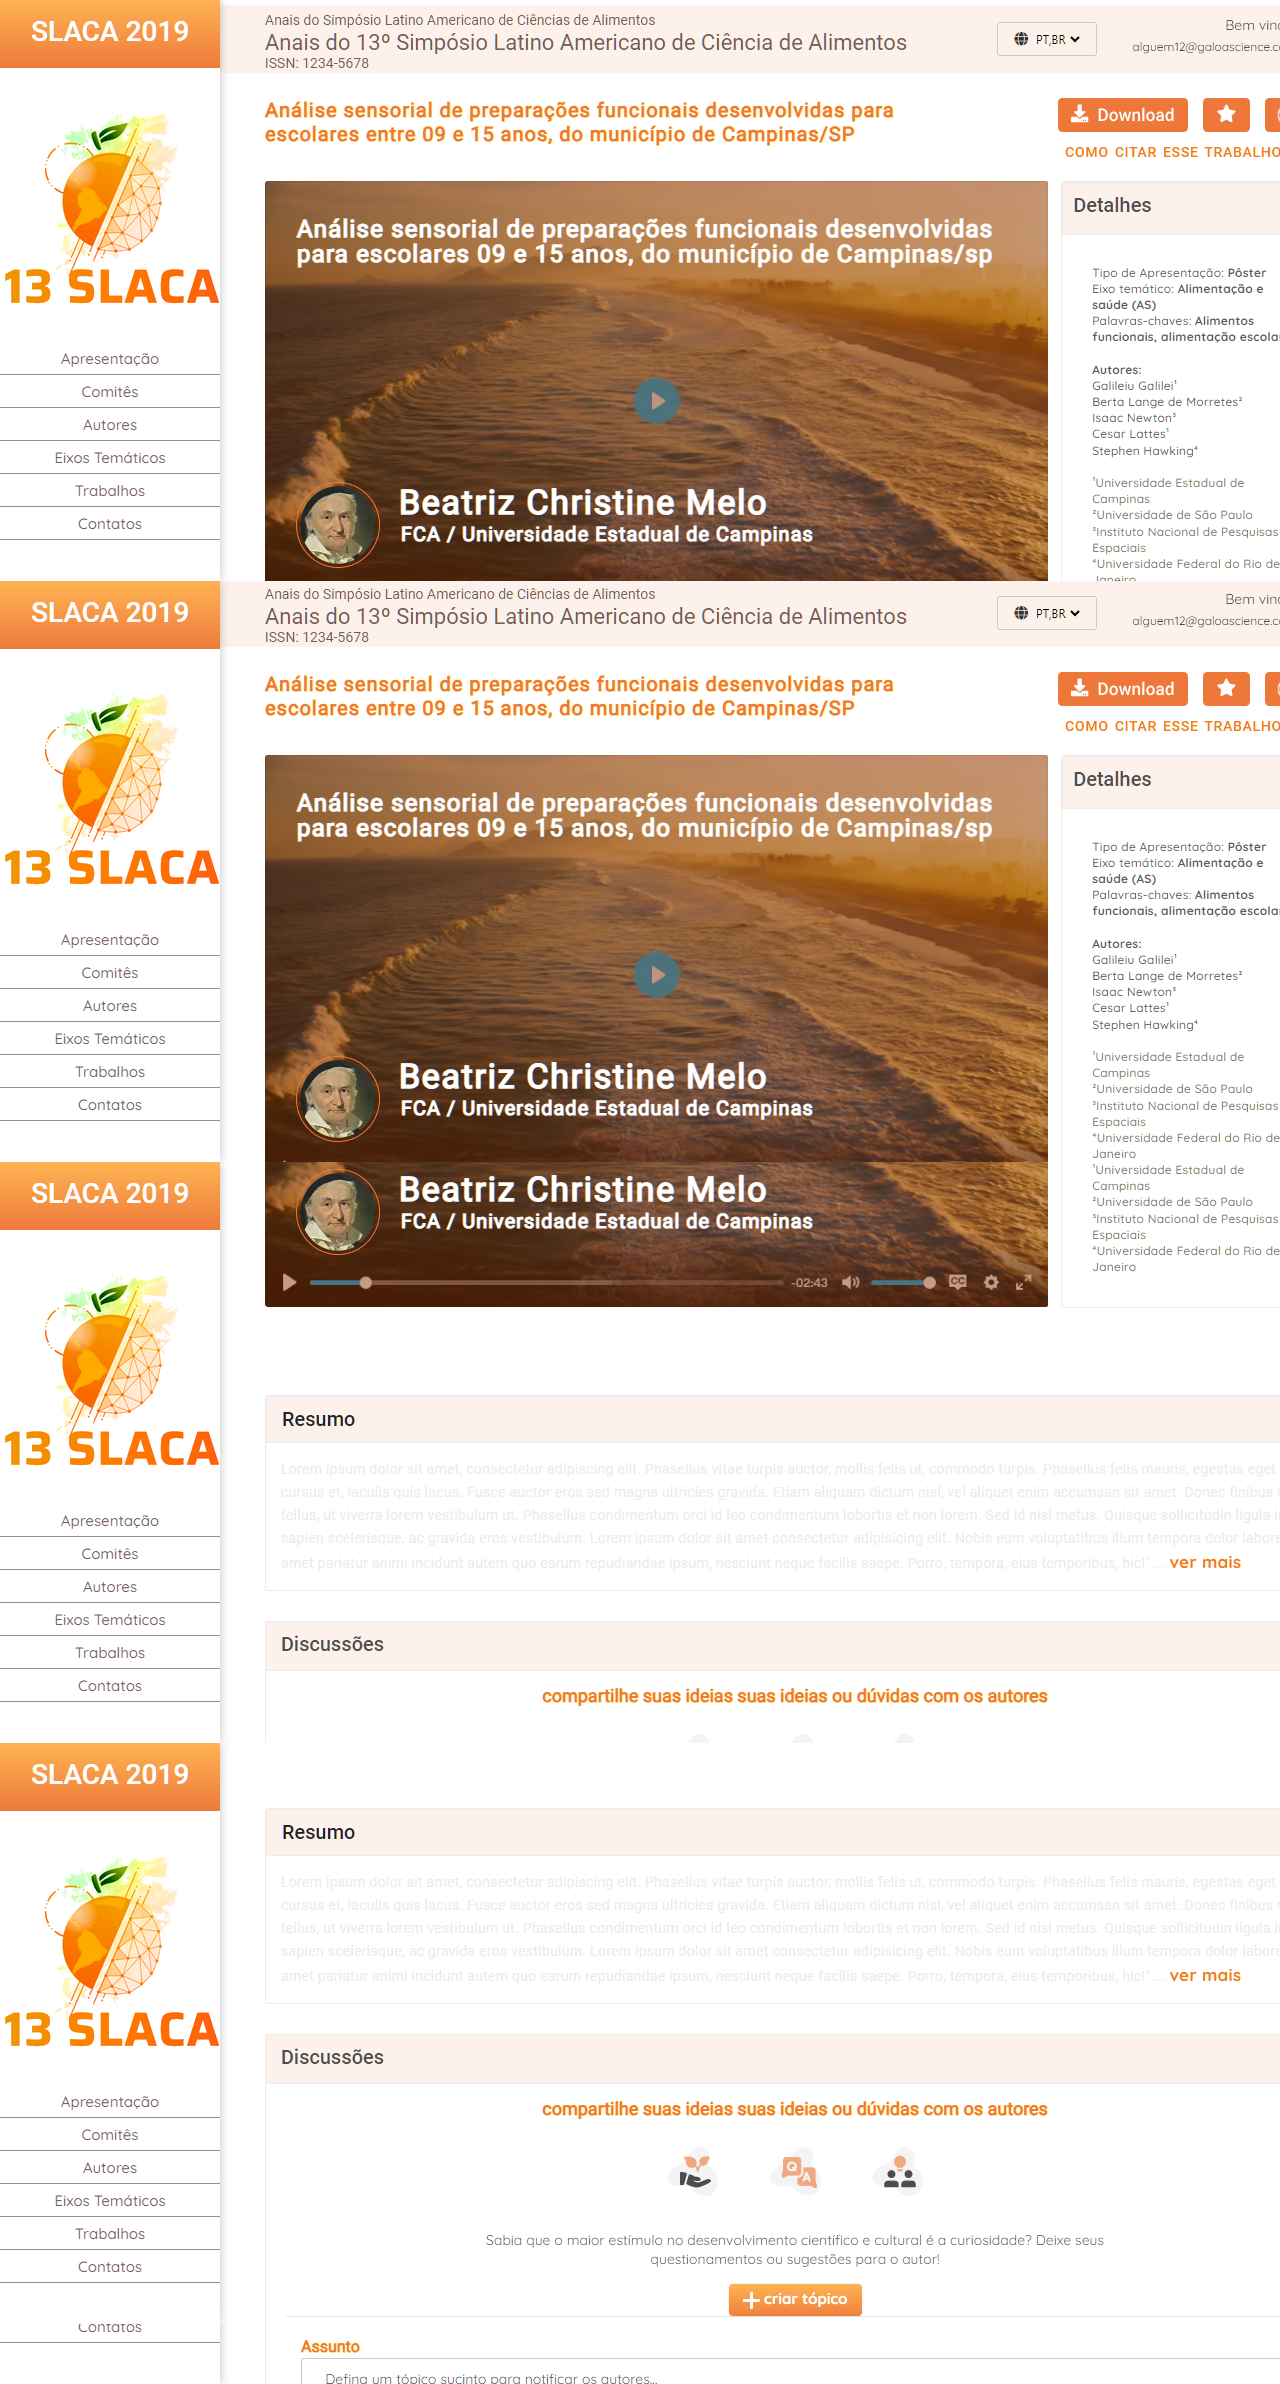 SLACA 2019
Anais do Simpósio Latino Americano de Ciências de Alimentos
Anais do 13º Simpósio Latino Americano de Ciência de Alimentos
ISSN: 1234-5678
PT,BR
Bem vinc
alguem12@galoascience.c
Análise sensorial de preparações funcionais desenvolvidas para
escolares entre 09 e 15 anos, do município de Campinas/SP
Download
COMO CITAR ESSE TRABALHO
13 SLACA
Apresentação
Comitês
Autores
Eixos Temáticos
Trabalhos
Contatos
Análise sensorial de preparações funcionais desenvolvidas
para escolares 09 e 15 anos, do município de Campinas/sp
Beatriz Christine Melo
FCA / Universidade Estadual de Campinas
Detalhes
Tipo de Apresentação: Pôster
Eixo temático: Alimentação e
saúde (AS)
Palavras-chaves: Alimentos
funcionais, alimentação escola
Autores:
Galileiu Galilei¹
Berta Lange de Morretes²
Isaac Newton³
Cesar Lattes¹
Stephen Hawking⁴
¹Universidade Estadual de
Campinas
²Universidade de São Paulo
³Instituto Nacional de Pesquisas
Espaciais
⁴Universidade Federal do Rio de
Janeiro
SLACA 2019
Anais do Simpósio Latino Americano de Ciências de Alimentos
Anais do 13º Simpósio Latino Americano de Ciência de Alimentos
ISSN: 1234-5678
PT,BR
Bem vinc
alguem12@galoascience.c
Análise sensorial de preparações funcionais desenvolvidas para
escolares entre 09 e 15 anos, do município de Campinas/SP
Download
COMO CITAR ESSE TRABALHO
13 SLACA
Apresentação
Comitês
Autores
Eixos Temáticos
Trabalhos
Contatos
Análise sensorial de preparações funcionais desenvolvidas
para escolares 09 e 15 anos, do município de Campinas/sp
Beatriz Christine Melo
FCA / Universidade Estadual de Campinas
Detalhes
Tipo de Apresentação: Pôster
Eixo temático: Alimentação e
saúde (AS)
Palavras-chaves: Alimentos
funcionais, alimentação escola
Autores:
Galileiu Galilei¹
Berta Lange de Morretes²
Isaac Newton³
Cesar Lattes¹
Stephen Hawking⁴
¹Universidade Estadual de
Campinas
²Universidade de São Paulo
³Instituto Nacional de Pesquisas
Espaciais
⁴Universidade Federal do Rio de
Janeiro
¹Universidade Estadual de
Campinas
²Universidade de São Paulo
³Instituto Nacional de Pesquisas
Espaciais
⁴Universidade Federal do Rio de
Janeiro
SLACA 2019
Beatriz Christine Melo
FCA / Universidade Estadual de Campinas
-02:43
CC
13 SLACA
Apresentação
Comitês
Autores
Eixos Temáticos
Trabalhos
Contatos
Resumo
Lorem ipsum dolor sit amet, consectetur adipiscing elit. Phasellus vitae turpis auctor, mollis felis ut, commodo turpis. Phasellus felis mauris, egestas eget
cursus et, iaculis quis lacus. Fusce auctor eros sed magna ultricies gravida. Etiam aliquam dictum nisl, vel aliquet enim accumsan sit amet. Donec finibus
tellus, ut viverra lorem vestibulum ut. Phasellus condimentum orci id leo condimentum lobortis et non lorem. Sed id nisl metus. Quisque sollicitudin ligula
sapien scelerisque, ac gravida eros vestibulum. Lorem ipsum dolor sit amet consectetur adipisicing elit. Nobis eum voluptatibus illum tempora dolor labore
amet pariatur animi incidunt autem quo earum repudiandae ipsum, nesciunt neque facilis saepe. Porro, tempora, eius temporibus, hic!" ... ver mais
Discussões
compartilhe suas ideias suas ideias ou dúvidas com os autores
SLACA 2019
13 SLACA
Apresentação
Comitês
Autores
Eixos Temáticos
Trabalhos
Contatos
Contatos
Resumo
Lorem ipsum dolor sit amet, consectetur adipiscing elit. Phasellus vitae turpis auctor, mollis felis ut, commodo turpis. Phasellus felis mauris, egestas eget
cursus et, iaculis quis lacus. Fusce auctor eros sed magna ultricies gravida. Etiam aliquam dictum nisl, vel aliquet enim accumsan sit amet. Donec finibus
tellus, ut viverra lorem vestibulum ut. Phasellus condimentum orci id leo condimentum lobortis et non lorem. Sed id nisl metus. Quisque sollicitudin ligula
sapien scelerisque, ac gravida eros vestibulum. Lorem ipsum dolor sit amet consectetur adipisicing elit. Nobis eum voluptatibus illum tempora dolor labore
amet pariatur animi incidunt autem quo earum repudiandae ipsum, nesciunt neque facilis saepe. Porro, tempora, eius temporibus, hic!" ... ver mais
Discussões
compartilhe suas ideias suas ideias ou dúvidas com os autores
Q A
Sabia que o maior estímulo no desenvolvimento científico e cultural é a curiosidade? Deixe seus
questionamentos ou sugestões para o autor!
criar tópico
Assunto
Defina um tópico sucinto para notificar os autores...